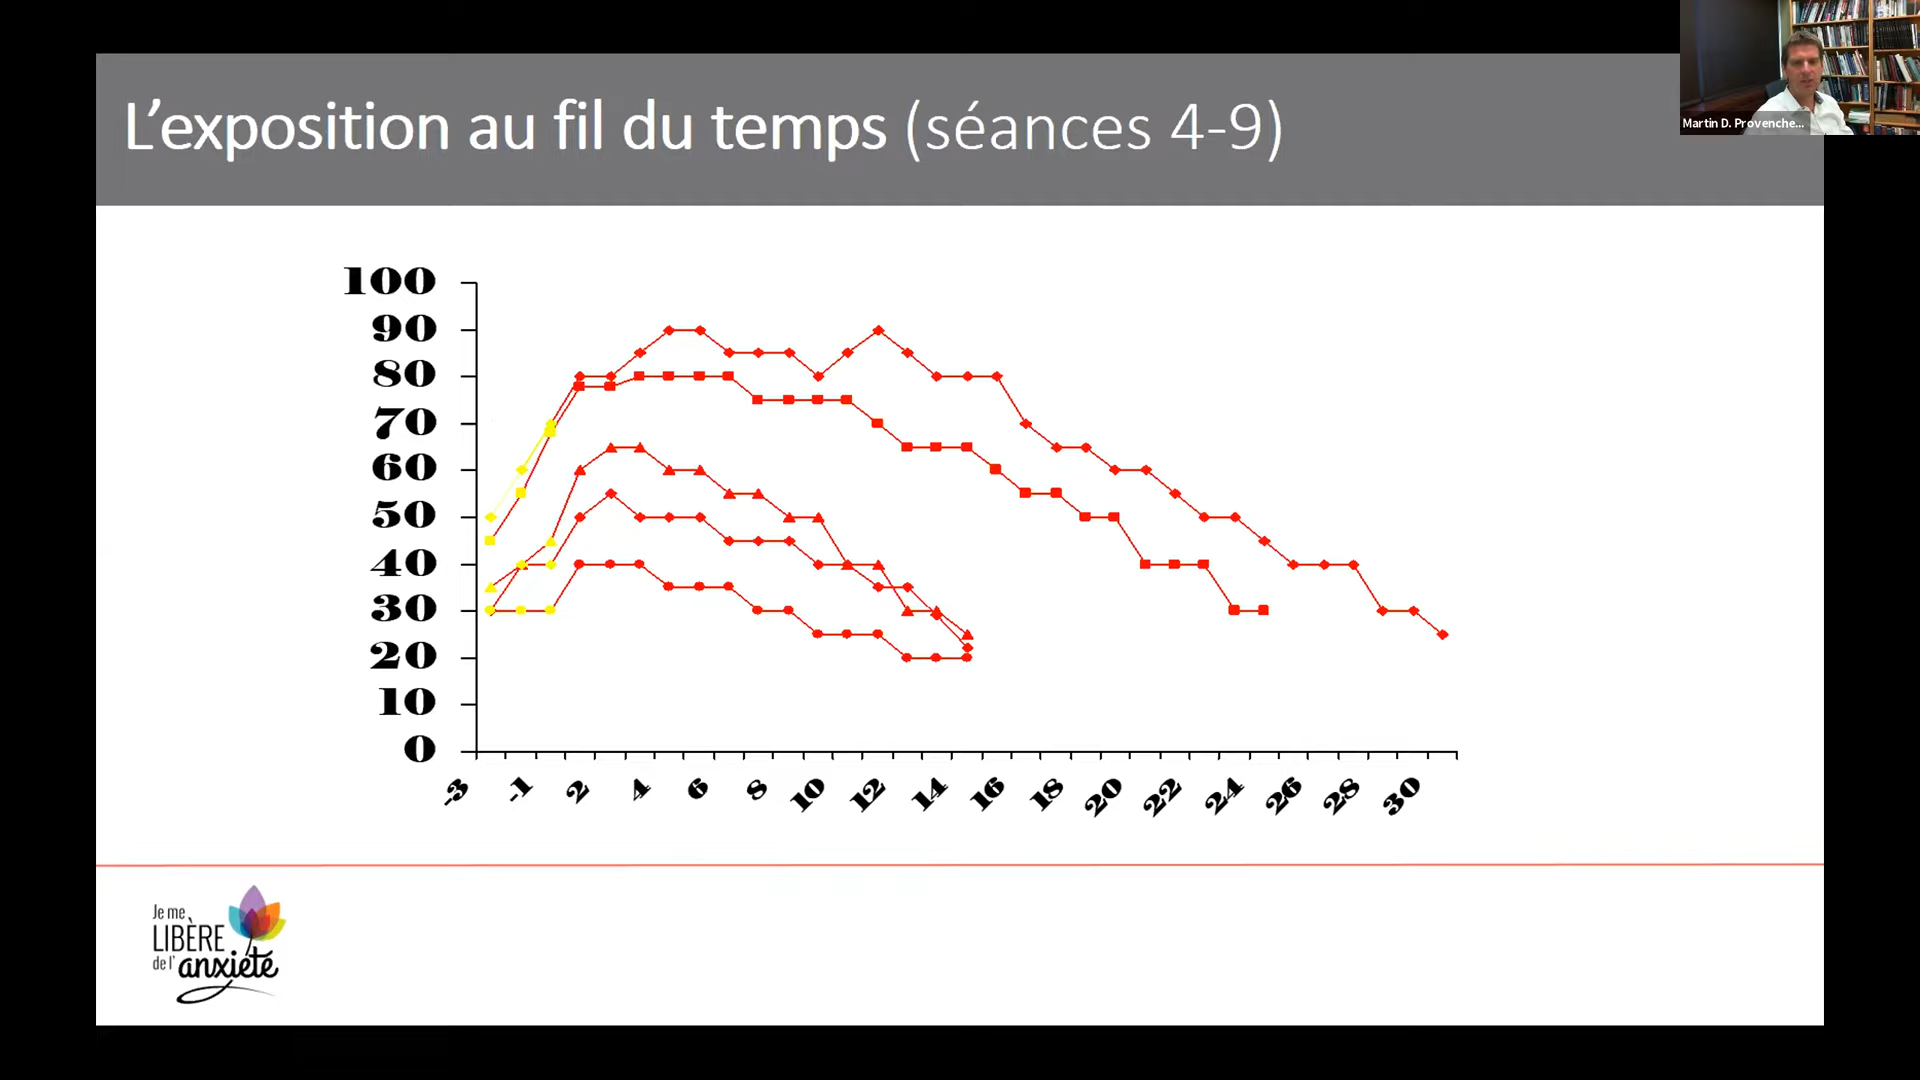 L'exposition au fil du temps (séances 4-9)
Martin D. Provenche...
100
90
80
70
60
50
40
30
20
10
0
-3 -1 2 4 6 8 10 12 14 16 18 20 22 24 26 28 30
Je me
LIBÈRE
de l'anxiété